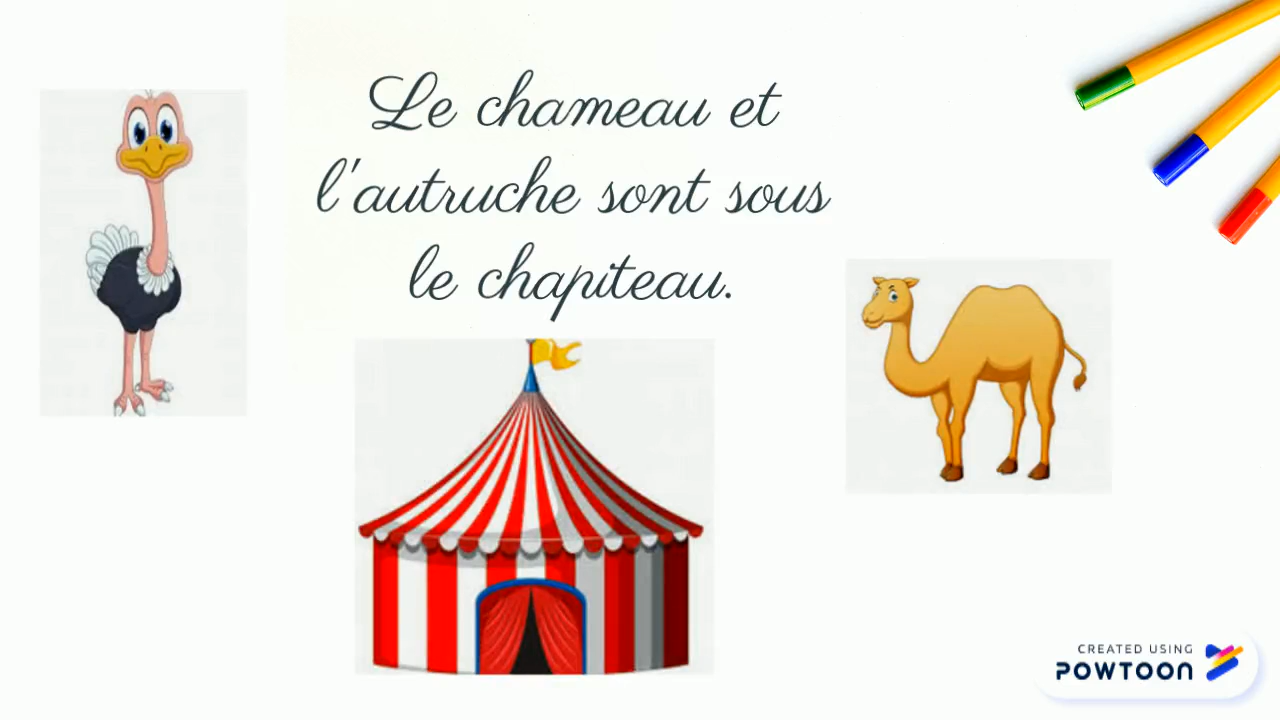 Le chameau et
l'autruche sont sous
le chapiteau.
CREATED USING
POWTOON